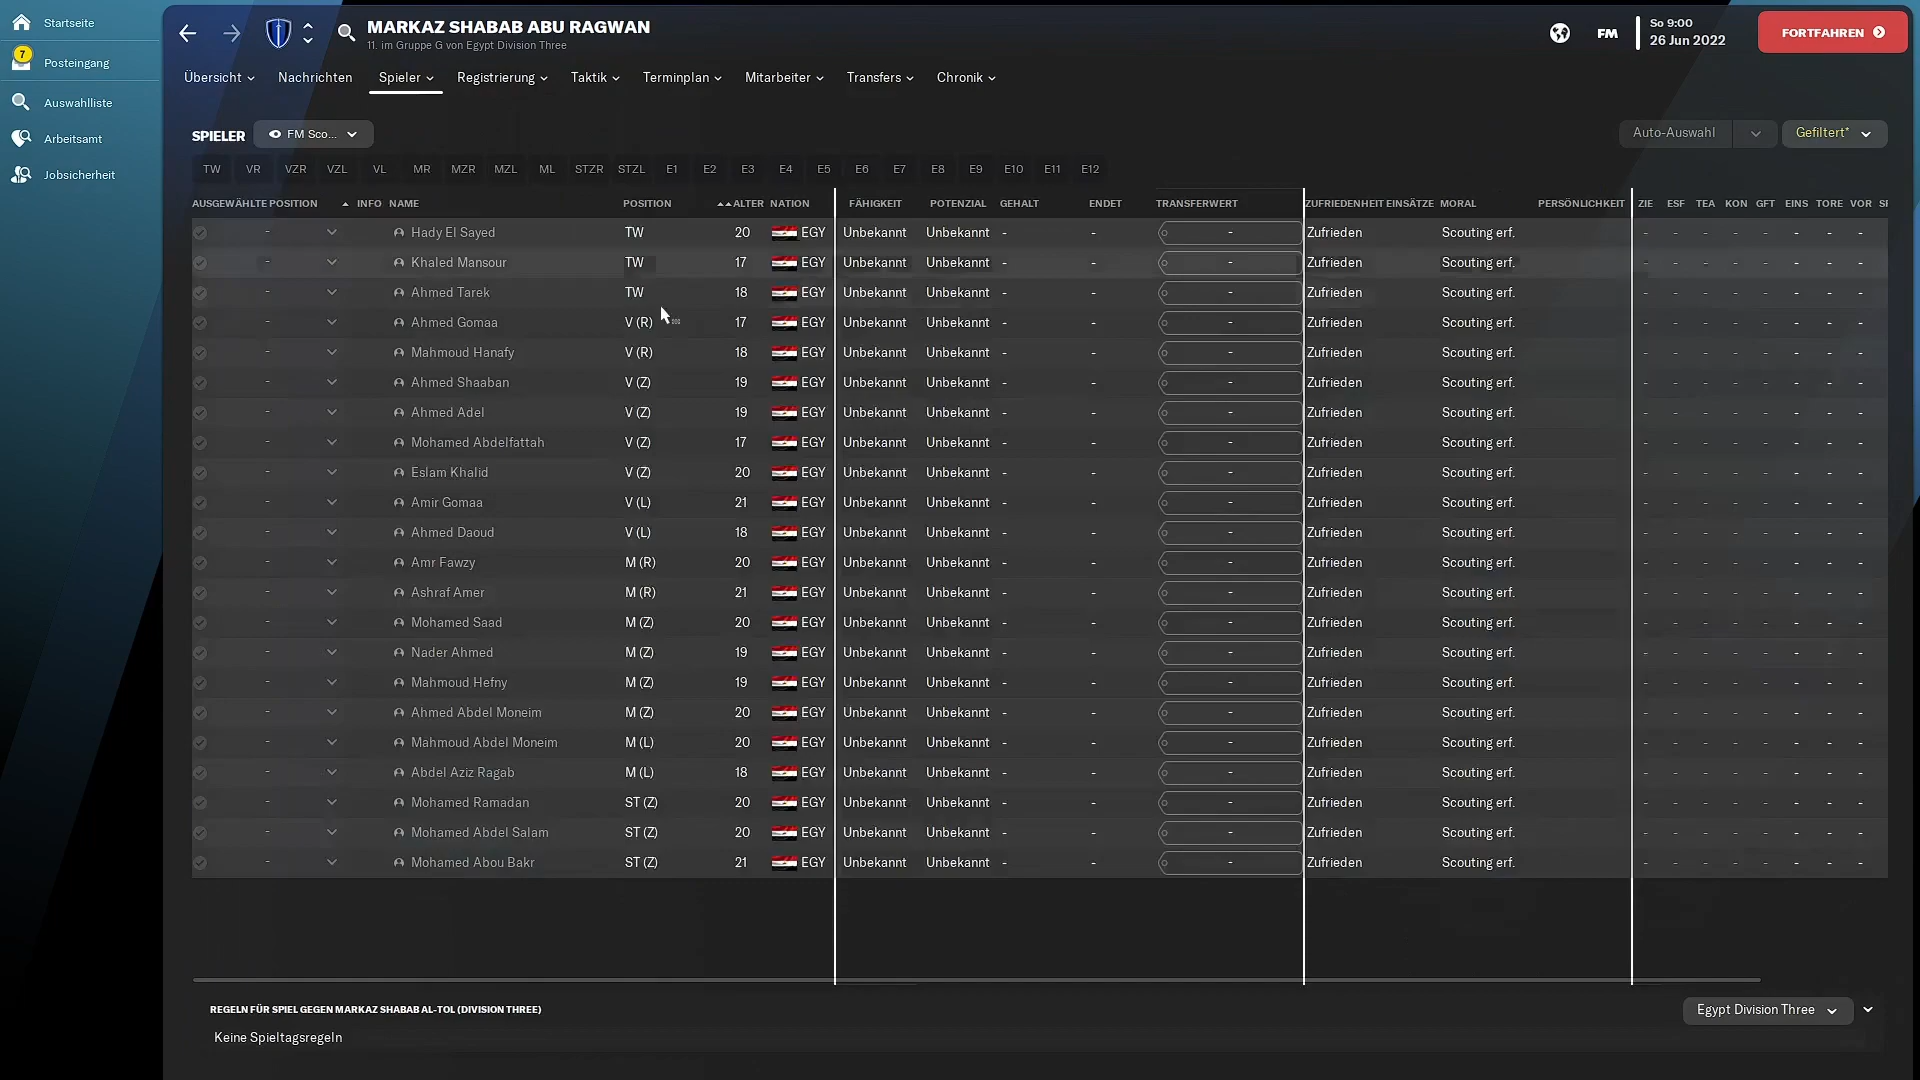 Startseite
7
Posteingang
Auswahlliste
Arbeitsamt
Jobsicherheit
MARKAZ SHABAB ABU RAGWAN
11. im Gruppe G von Egypt Division Three
FM
So 9:00
26 Jun 2022
FORTFAHREN
Übersicht Nachrichten Spieler Registrierung Taktik Terminplan Mitarbeiter Transfers Chronik
SPIELER FM Sco... Auto-Auswahl Gefiltert*
TW VR VZR VZL VL MR MZR MZL ML STZR STZL E1 E2 E3 E4 E5 E6 E7 E8 E9 E10 E11 E12
AUSGEWÄHLTE POSITION INFO NAME POSITION ALTER NATION FÄHIGKEIT POTENZIAL GEHALT ENDET TRANSFERWERT ZUFRIEDENHEIT EINSÄTZE MORAL PERSÖNLICHKEIT ZIE ESF TEA KON GFT EINS TORE VOR
- Hady El Sayed TW 20 EGY Unbekannt Unbekannt - - - Zufrieden Scouting erf. - - - - - - - -
- Khaled Mansour TW 17 EGY Unbekannt Unbekannt - - - Zufrieden Scouting erf. - - - - - - - -
- Ahmed Tarek TW 18 EGY Unbekannt Unbekannt - - - Zufrieden Scouting erf. - - - - - - - -
- Ahmed Gomaa V (R) 17 EGY Unbekannt Unbekannt - - - Zufrieden Scouting erf. - - - - - - - -
- Mahmoud Hanafy V (R) 18 EGY Unbekannt Unbekannt - - - Zufrieden Scouting erf. - - - - - - - -
- Ahmed Shaaban V (Z) 19 EGY Unbekannt Unbekannt - - - Zufrieden Scouting erf. - - - - - - - -
- Ahmed Adel V (Z) 19 EGY Unbekannt Unbekannt - - - Zufrieden Scouting erf. - - - - - - - -
- Mohamed Abdelfattah V (Z) 17 EGY Unbekannt Unbekannt - - - Zufrieden Scouting erf. - - - - - - - -
- Eslam Khalid V (Z) 20 EGY Unbekannt Unbekannt - - - Zufrieden Scouting erf. - - - - - - - -
- Amir Gomaa V (L) 21 EGY Unbekannt Unbekannt - - - Zufrieden Scouting erf. - - - - - - - -
- Ahmed Daoud V (L) 18 EGY Unbekannt Unbekannt - - - Zufrieden Scouting erf. - - - - - - - -
- Amr Fawzy M (R) 20 EGY Unbekannt Unbekannt - - - Zufrieden Scouting erf. - - - - - - - -
- Ashraf Amer M (R) 21 EGY Unbekannt Unbekannt - - - Zufrieden Scouting erf. - - - - - - - -
- Mohamed Saad M (Z) 20 EGY Unbekannt Unbekannt - - - Zufrieden Scouting erf. - - - - - - - -
- Nader Ahmed M (Z) 19 EGY Unbekannt Unbekannt - - - Zufrieden Scouting erf. - - - - - - - -
- Mahmoud Hefny M (Z) 19 EGY Unbekannt Unbekannt - - - Zufrieden Scouting erf. - - - - - - - -
- Ahmed Abdel Moneim M (Z) 20 EGY Unbekannt Unbekannt - - - Zufrieden Scouting erf. - - - - - - - -
- Mahmoud Abdel Moneim M (L) 20 EGY Unbekannt Unbekannt - - - Zufrieden Scouting erf. - - - - - - - -
- Abdel Aziz Ragab M (L) 18 EGY Unbekannt Unbekannt - - - Zufrieden Scouting erf. - - - - - - - -
- Mohamed Ramadan ST (Z) 20 EGY Unbekannt Unbekannt - - - Zufrieden Scouting erf. - - - - - - - -
- Mohamed Abdel Salam ST (Z) 20 EGY Unbekannt Unbekannt - - - Zufrieden Scouting erf. - - - - - - - -
- Mohamed Abou Bakr ST (Z) 21 EGY Unbekannt Unbekannt - - - Zufrieden Scouting erf. - - - - - - - -
REGELN FÜR SPIEL GEGEN MARKAZ SHABAB AL-TOL (DIVISION THREE) Egypt Division Three
Keine Spieltagsregeln